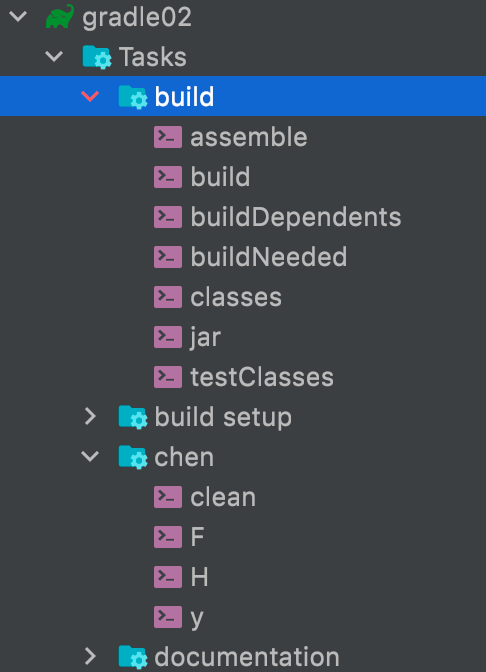 gradle02
Tasks
build
assemble
build
buildDependents
buildNeeded
classes
jar
testClasses
build setup
chen
clean
F
H
y
documentation